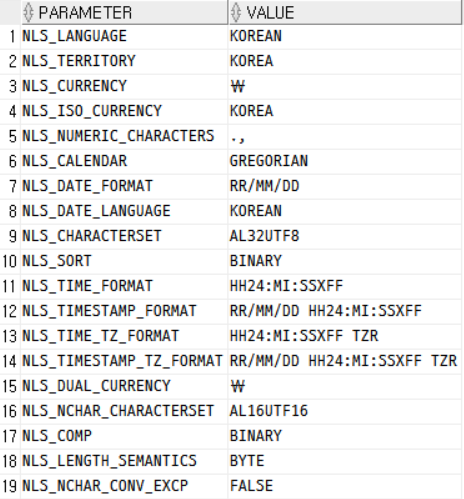 PARAMETER VALUE
1 NLS_LANGUAGE KOREAN
2 NLS_TERRITORY KOREA
3 NLS_CURRENCY ₩
4 NLS_ISO_CURRENCY KOREA
5 NLS_NUMERIC_CHARACTERS .,
6 NLS_CALENDAR GREGORIAN
7 NLS_DATE_FORMAT RR/MM/DD
8 NLS_DATE_LANGUAGE KOREAN
9 NLS_CHARACTERSET AL32UTF8
10 NLS_SORT BINARY
11 NLS_TIME_FORMAT HH24:MI:SSXFF
12 NLS_TIMESTAMP_FORMAT RR/MM/DD HH24:MI:SSXFF
13 NLS_TIME_TZ_FORMAT HH24:MI:SSXFF TZR
14 NLS_TIMESTAMP_TZ_FORMAT RR/MM/DD HH24:MI:SSXFF TZR
15 NLS_DUAL_CURRENCY ₩
16 NLS_NCHAR_CHARACTERSET AL16UTF16
17 NLS_COMP BINARY
18 NLS_LENGTH_SEMANTICS BYTE
19 NLS_NCHAR_CONV_EXCP FALSE